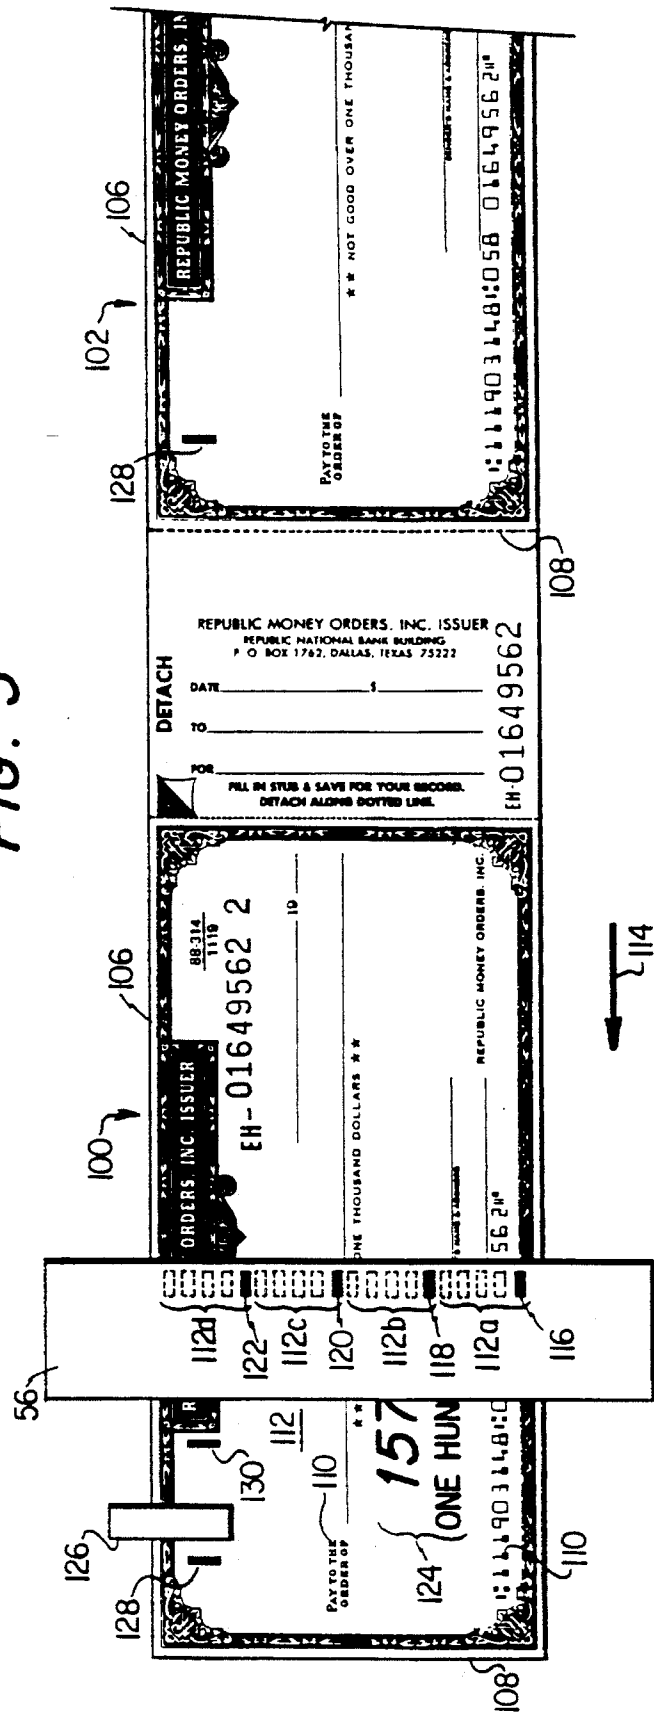 FIG. 5
56
126
128
130
112
110
124
108
110
PAY TO THE
ORDER OF
157
ONE HUN
⑆111903148⑆0
112d
122
112c
120
112b
118
112a
116
100
106
ORDERS, INC. ISSUER
88-314
1119
EH-01649562 2
19
ONE THOUSAND DOLLARS ★★
REPUBLIC MONEY ORDERS, INC.
56 2⑈
114
DETACH
REPUBLIC MONEY ORDERS, INC. ISSUER
REPUBLIC NATIONAL BANK BUILDING
P O BOX 1762, DALLAS, TEXAS 75222
DATE $
TO
FOR
FILL IN STUB & SAVE FOR YOUR RECORD.
DETACH ALONG DOTTED LINE.
EH-01649562
108
102
106
128
REPUBLIC MONEY ORDERS, IN
PAY TO THE
ORDER OF
★★ NOT GOOD OVER ONE THOUSAN
⑆111903148⑆058 01649562⑈